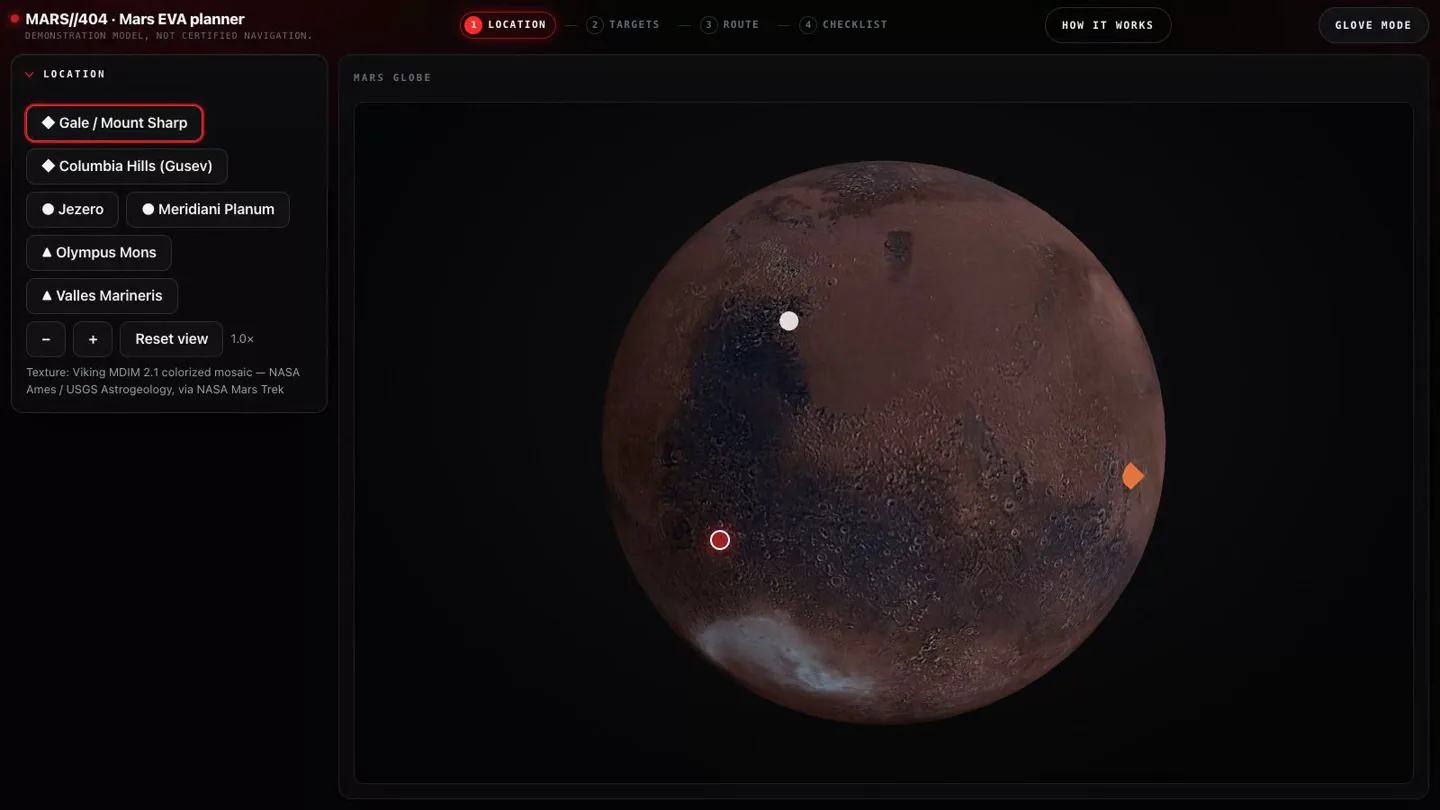 MARS//404 · Mars EVA planner
DEMONSTRATION MODEL, NOT CERTIFIED NAVIGATION.
1 LOCATION — 2 TARGETS — 3 ROUTE — 4 CHECKLIST
HOW IT WORKS
GLOVE MODE
LOCATION
◆ Gale / Mount Sharp
◆ Columbia Hills (Gusev)
● Jezero ● Meridiani Planum
▲ Olympus Mons
▲ Valles Marineris
− + Reset view 1.0×
Texture: Viking MDIM 2.1 colorized mosaic — NASA
Ames / USGS Astrogeology, via NASA Mars Trek
MARS GLOBE